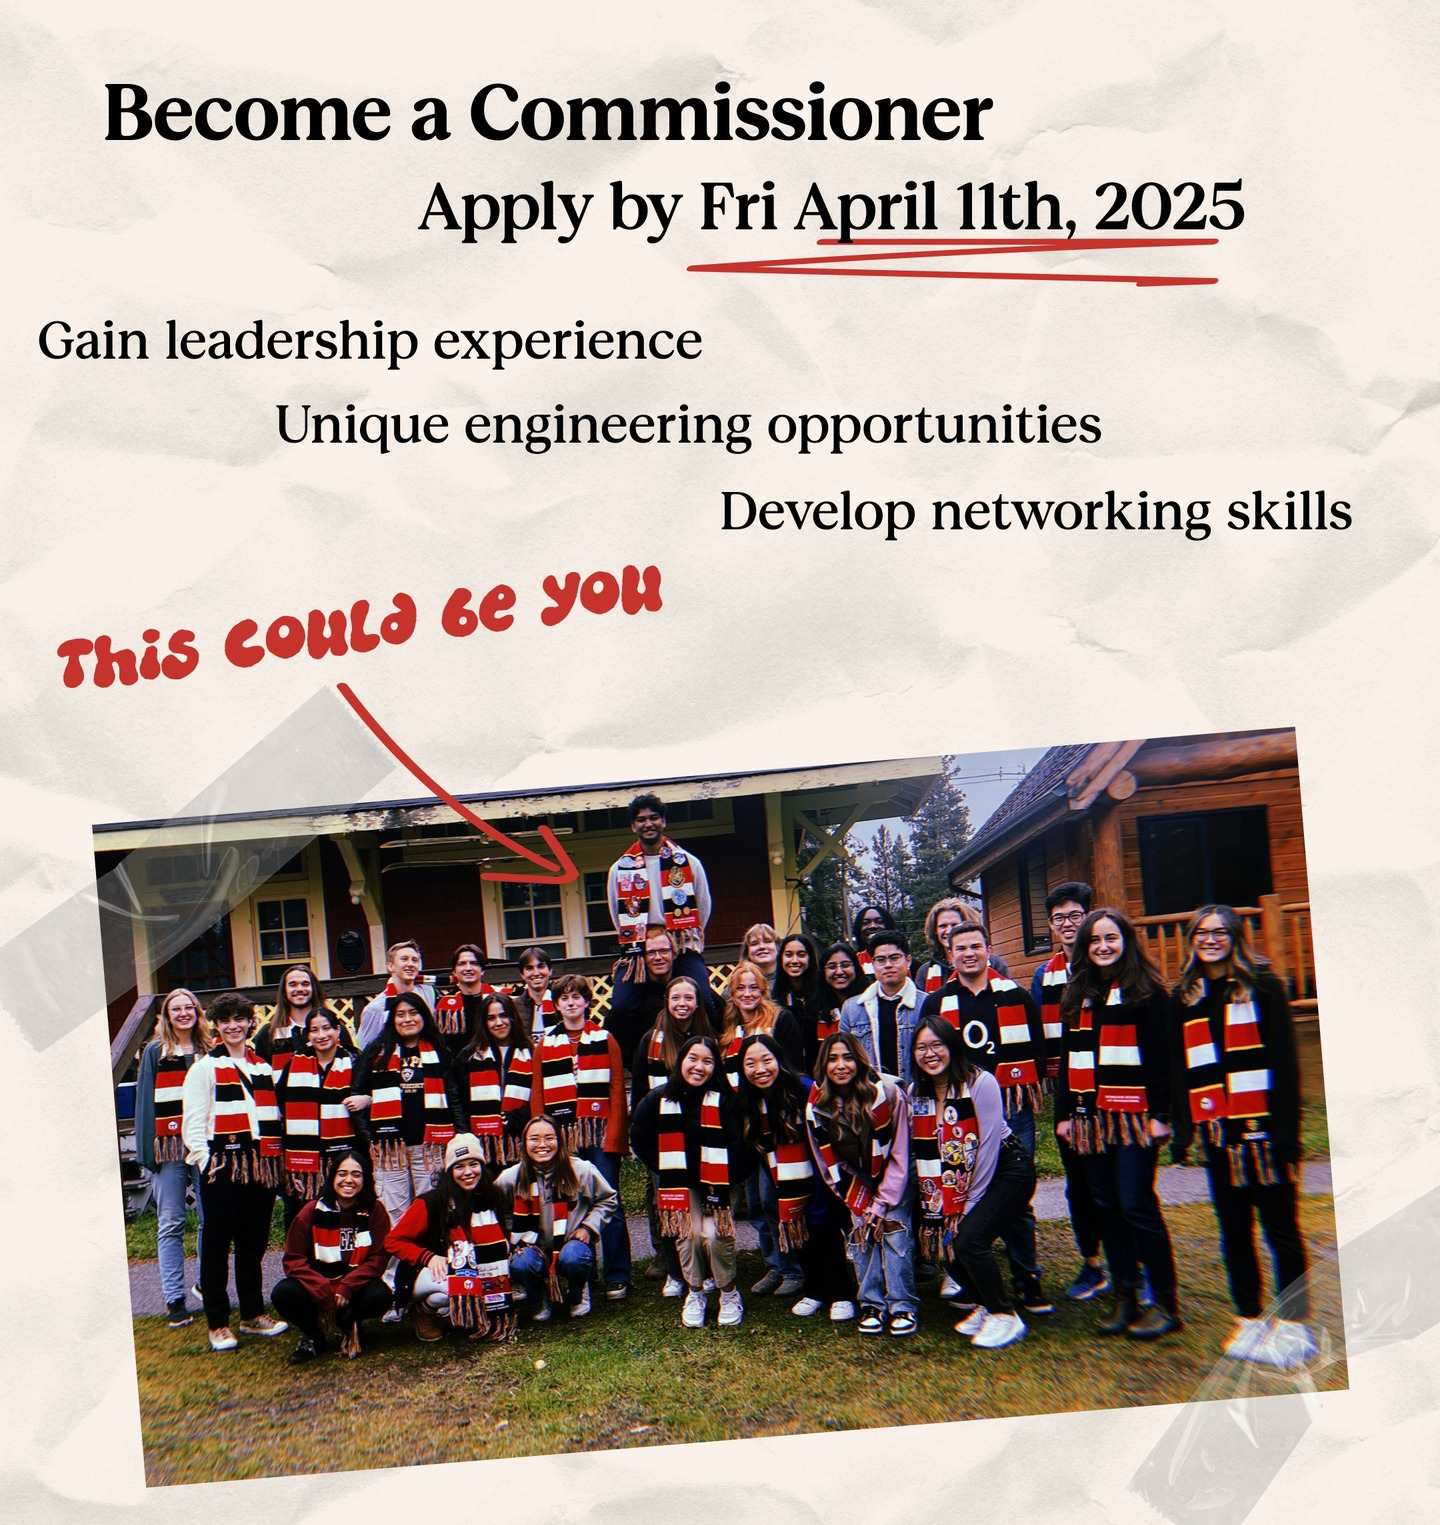 Become a Commissioner
Apply by Fri April 11th, 2025
Gain leadership experience
Unique engineering opportunities
Develop networking skills
This could be you
O2